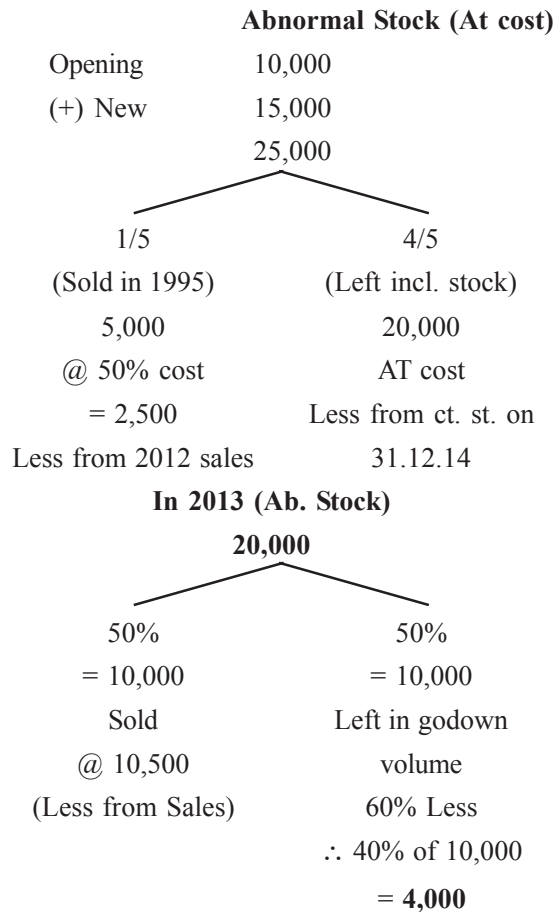 Abnormal Stock (At cost)
Opening 10,000
(+) New 15,000
25,000
1/5 4/5
(Sold in 1995) (Left incl. stock)
5,000 20,000
@ 50% cost AT cost
= 2,500 Less from ct. st. on
Less from 2012 sales 31.12.14
In 2013 (Ab. Stock)
20,000
50% 50%
= 10,000 = 10,000
Sold Left in godown
@ 10,500 volume
(Less from Sales) 60% Less
∴ 40% of 10,000
= 4,000